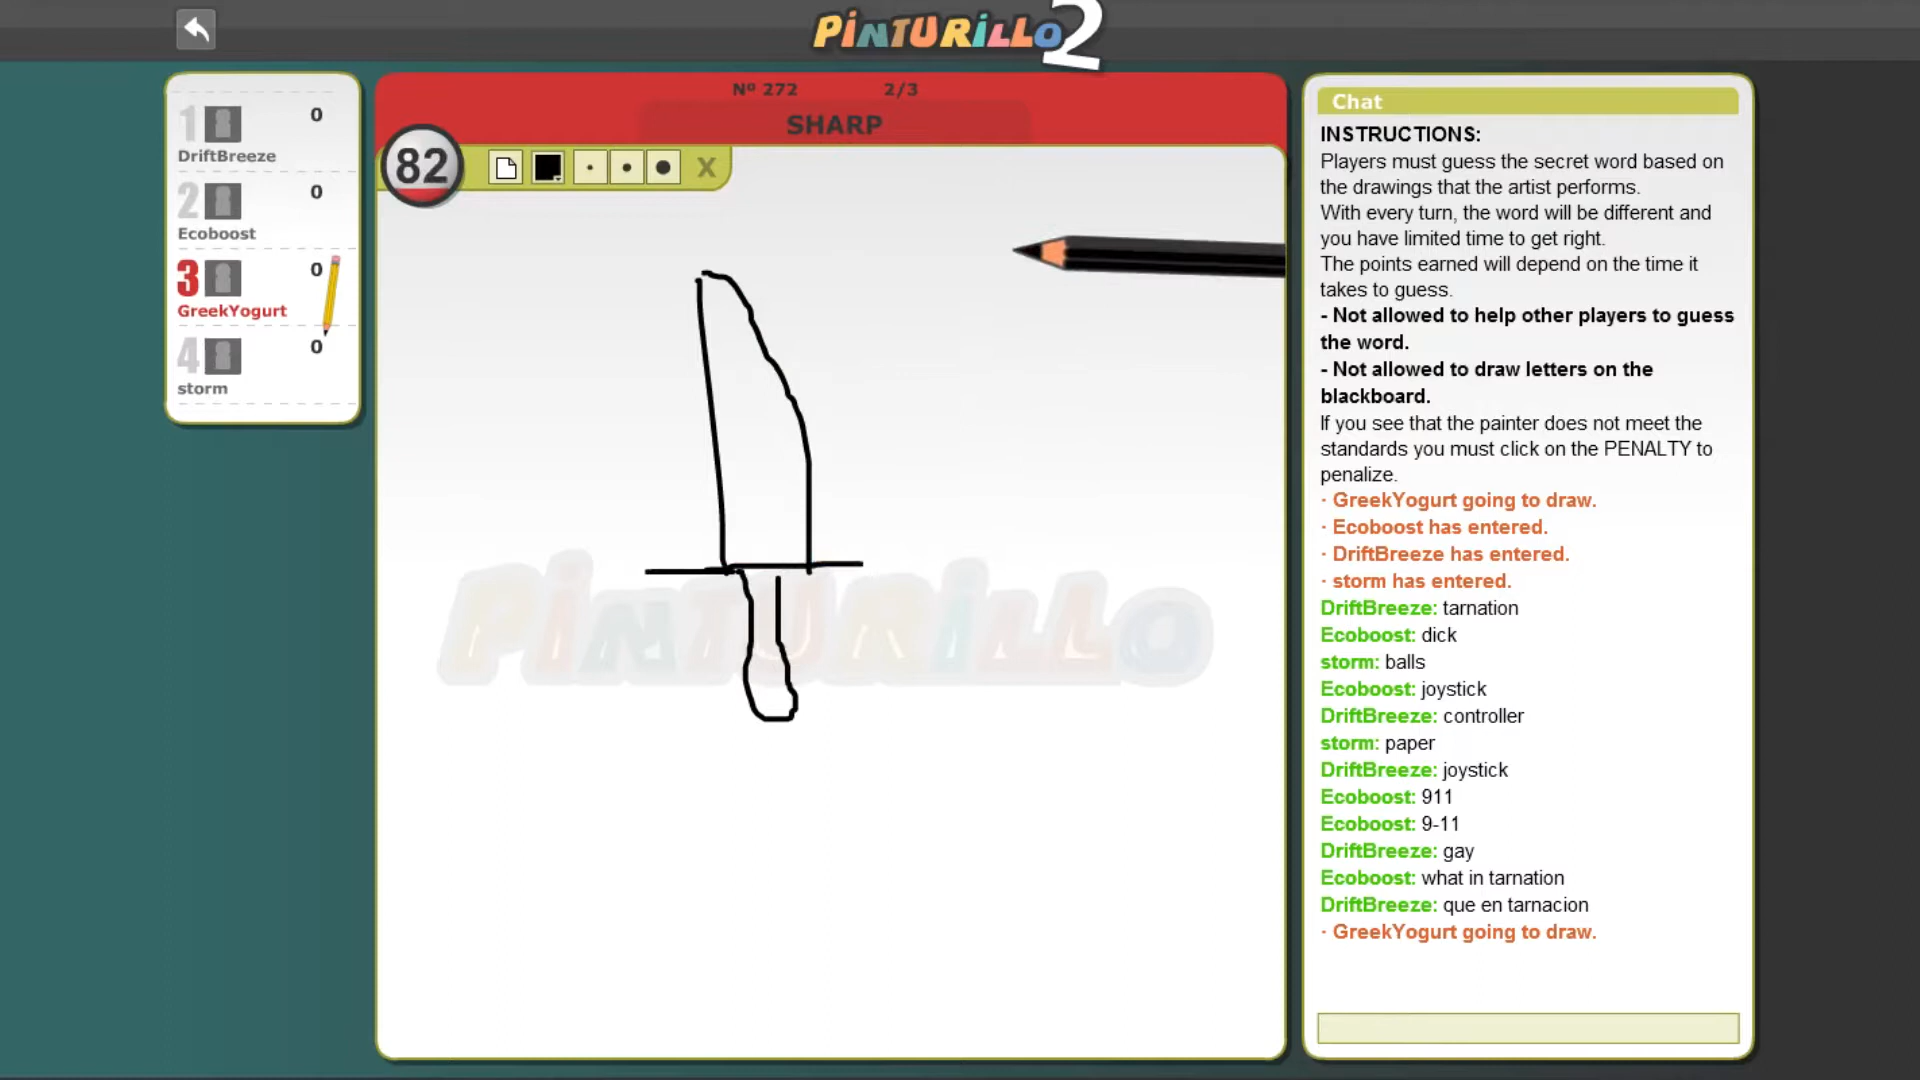 PINTURILLO 2
1 0
DriftBreeze
2 0
Ecoboost
3 0
GreekYogurt
4 0
storm
Nº 272 2/3
SHARP
82 X
PINTURILLO
Chat
INSTRUCTIONS:
Players must guess the secret word based on
the drawings that the artist performs.
With every turn, the word will be different and
you have limited time to get right.
The points earned will depend on the time it
takes to guess.
- Not allowed to help other players to guess
the word.
- Not allowed to draw letters on the
blackboard.
If you see that the painter does not meet the
standards you must click on the PENALTY to
penalize.
· GreekYogurt going to draw.
· Ecoboost has entered.
· DriftBreeze has entered.
· storm has entered.
DriftBreeze: tarnation
Ecoboost: dick
storm: balls
Ecoboost: joystick
DriftBreeze: controller
storm: paper
DriftBreeze: joystick
Ecoboost: 911
Ecoboost: 9-11
DriftBreeze: gay
Ecoboost: what in tarnation
DriftBreeze: que en tarnacion
· GreekYogurt going to draw.